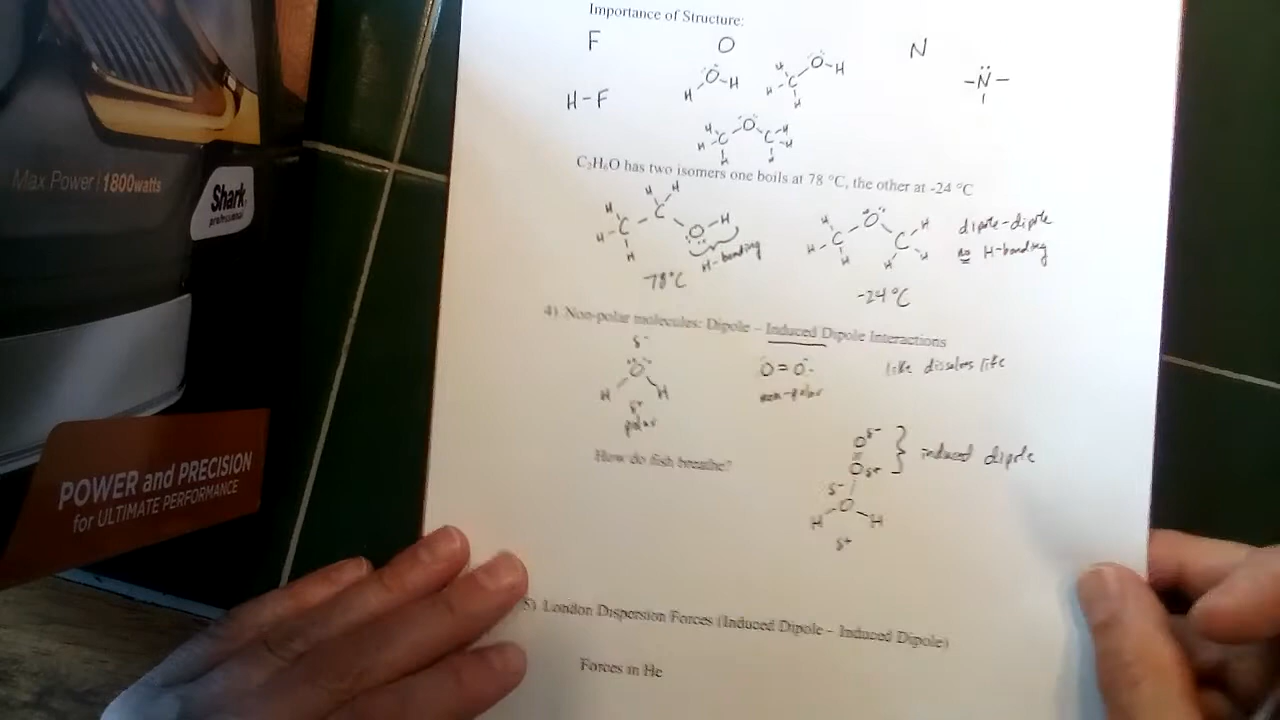 Max Power | 1800watts
Shark
professional
POWER and PRECISION
for ULTIMATE PERFORMANCE
Importance of Structure:
F O N
H-F
C₂H₆O has two isomers one boils at 78 °C, the other at -24 °C
dipole-dipole
no H-bonding
H-bonding
78°C
-24°C
4) Non-polar molecules: Dipole – Induced Dipole Interactions
δ-
O=O
like dissolves like
H H
non-polar
δ+
polar
Oδ-
induced dipole
How do fish breathe?
Oδ+
δ-
O
H H
δ+
5) London Dispersion Forces (Induced Dipole – Induced Dipole)
Forces in He